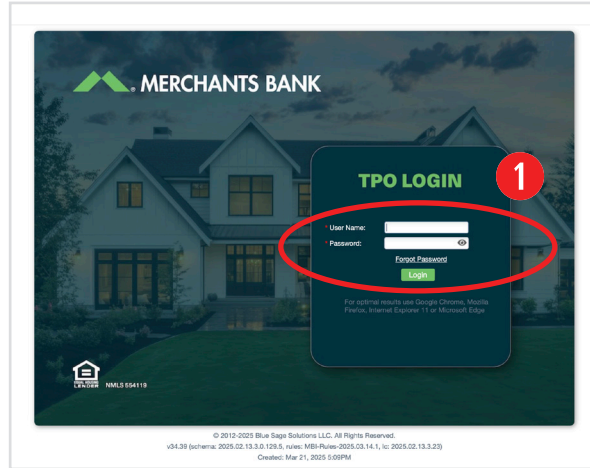 MERCHANTS BANK
TPO LOGIN
1
* User Name:
* Password:
Forgot Password
Login
For optimal results use Google Chrome, Mozilla
Firefox, Internet Explorer 11 or Microsoft Edge
EQUAL HOUSING
LENDER
NMLS 554119
© 2012-2025 Blue Sage Solutions LLC. All Rights Reserved.
v34.39 (schema: 2025.02.13.3.0.129.5, rules: MBI-Rules-2025.03.14.1, lc: 2025.02.13.3.23)
Created: Mar 21, 2025 5:09PM